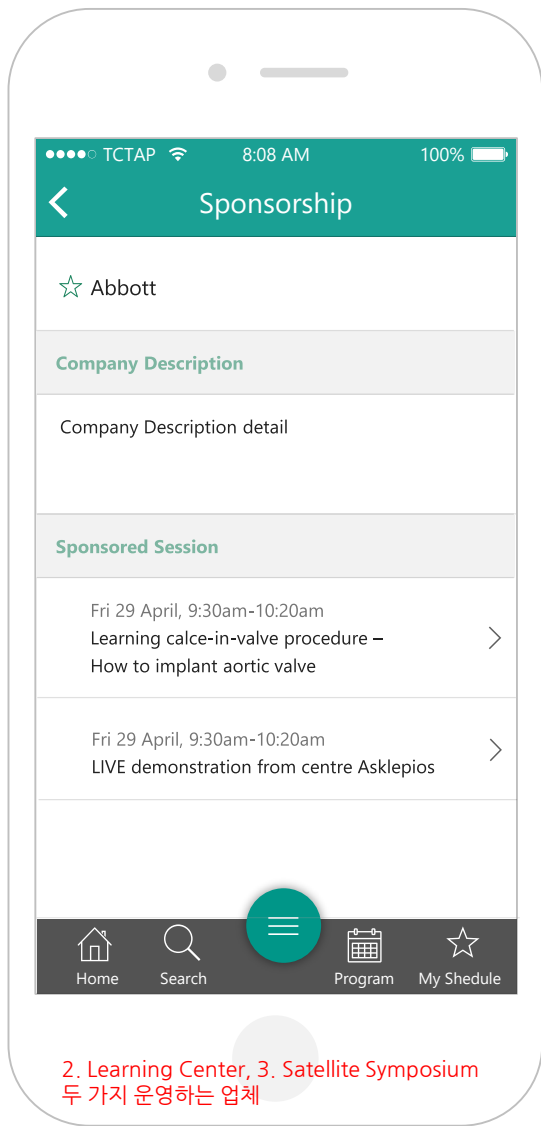 TCTAP 8:08 AM 100%
Sponsorship
Abbott
Company Description
Company Description detail
Sponsored Session
Fri 29 April, 9:30am-10:20am
Learning calce-in-valve procedure –
How to implant aortic valve
Fri 29 April, 9:30am-10:20am
LIVE demonstration from centre Asklepios
Home Search Program My Shedule
2. Learning Center, 3. Satellite Symposium
두 가지 운영하는 업체